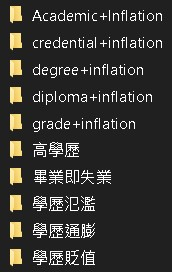 Academic+Inflation
credential+inflation
degree+inflation
diploma+inflation
grade+inflation
高學歷
畢業即失業
學歷氾濫
學歷通膨
學歷貶值